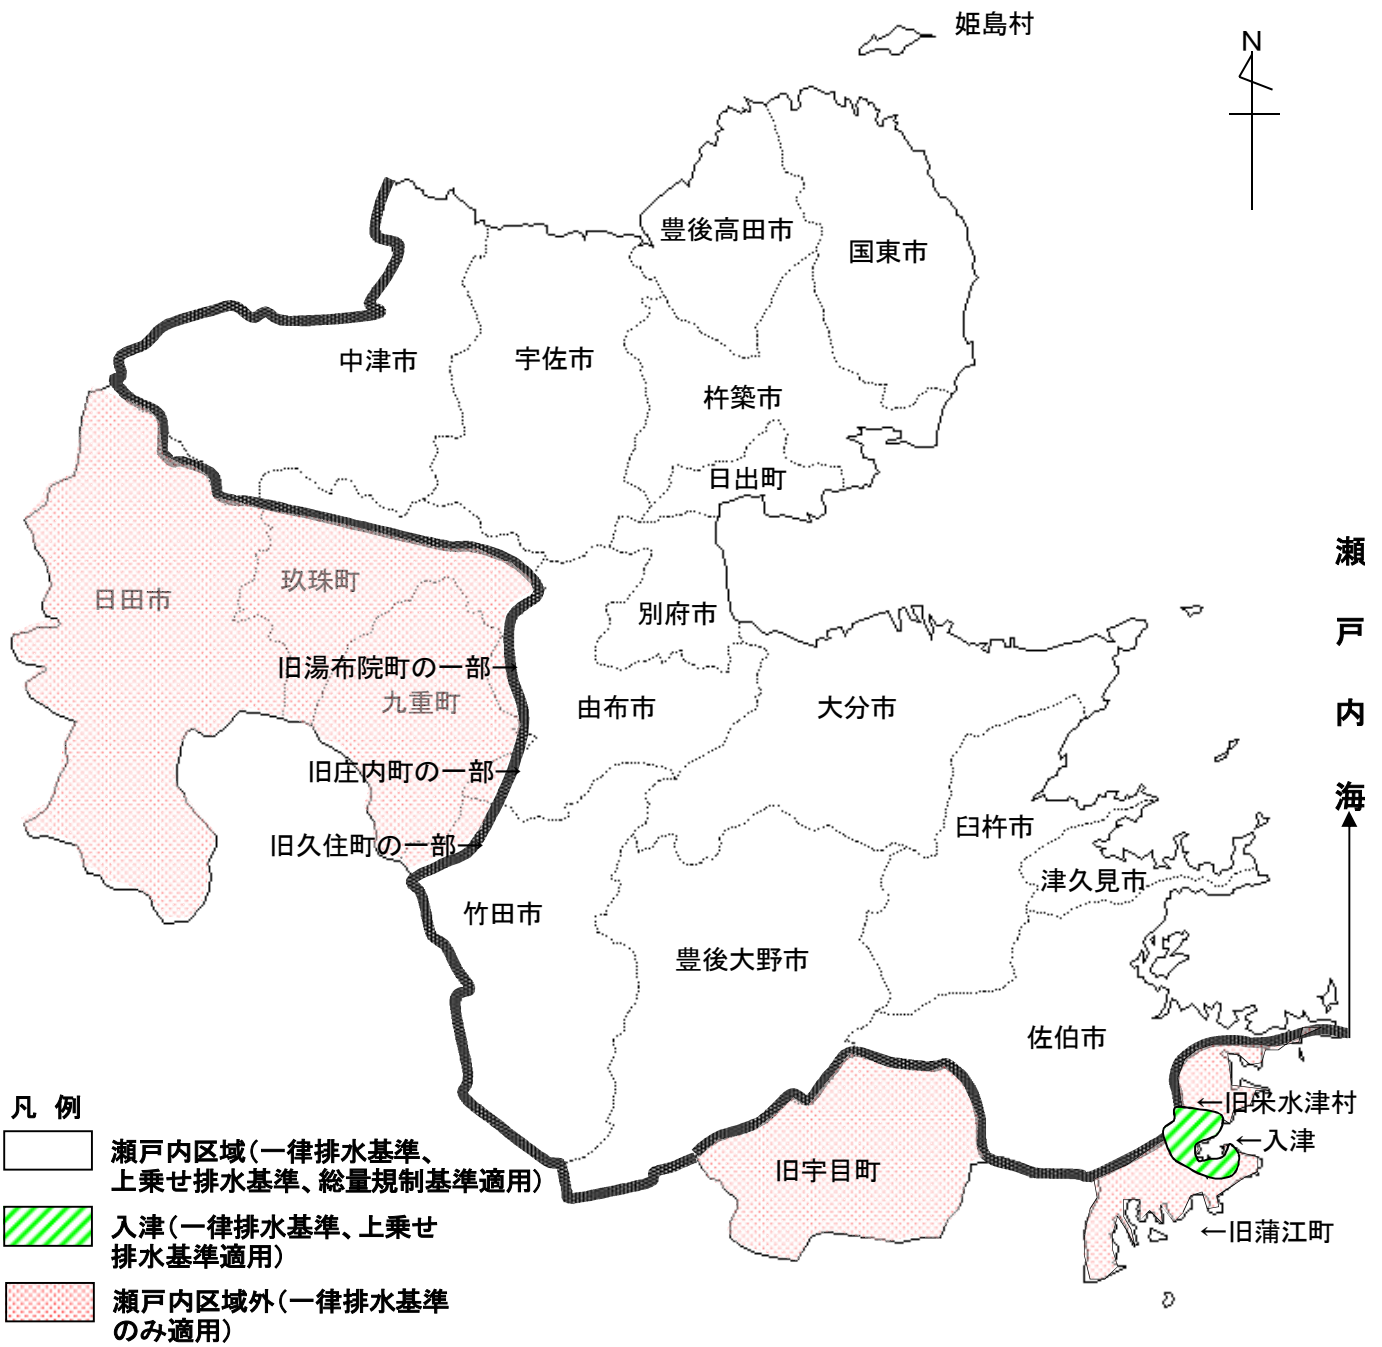 姫島村
N
豊後高田市
国東市
中津市
宇佐市
杵築市
日出町
瀬戸内海
日田市
玖珠町
別府市
旧湯布院町の一部→
九重町
由布市
大分市
旧庄内町の一部→
臼杵市
旧久住町の一部→
津久見市
竹田市
豊後大野市
佐伯市
←旧米水津村
←入津
旧宇目町
←旧蒲江町
凡 例
瀬戸内区域(一律排水基準、
上乗せ排水基準、総量規制基準適用)
入津(一律排水基準、上乗せ
排水基準適用)
瀬戸内区域外(一律排水基準
のみ適用)